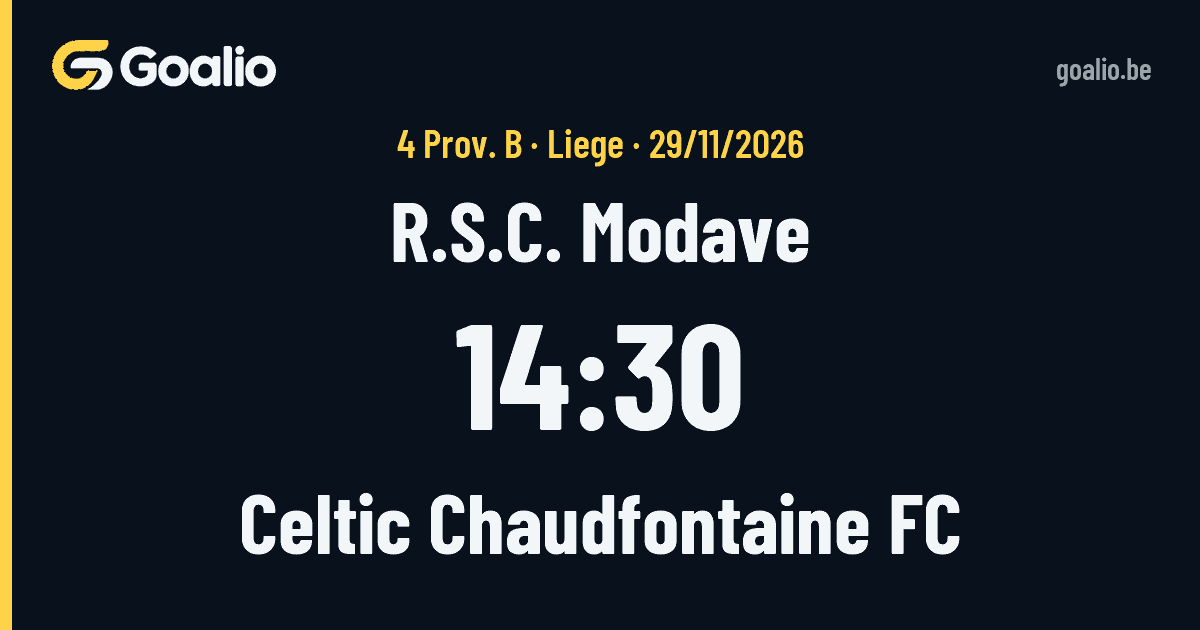 Goalio
goalio.be
4 Prov. B · Liege · 29/11/2026
R.S.C. Modave
14:30
Celtic Chaudfontaine FC